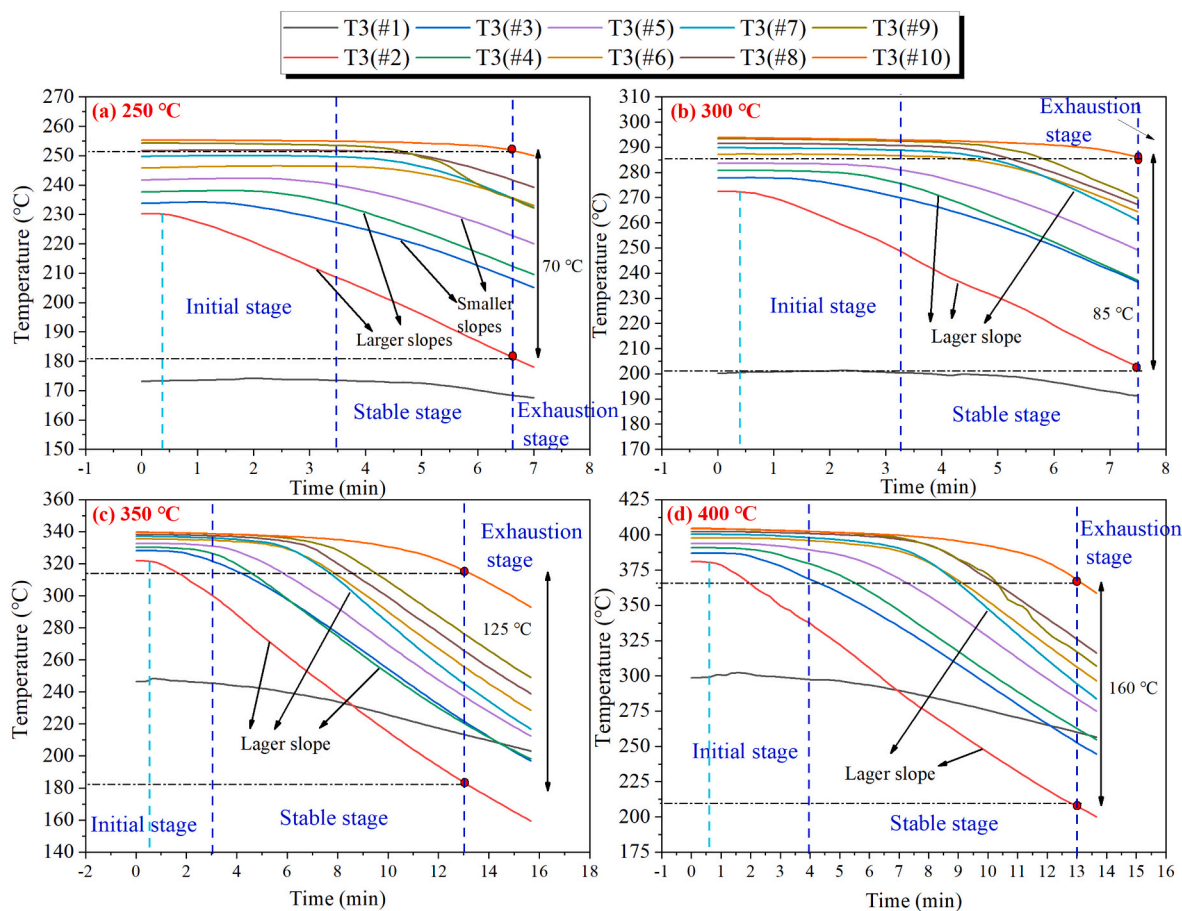 T3(#1) T3(#3) T3(#5) T3(#7) T3(#9)
T3(#2) T3(#4) T3(#6) T3(#8) T3(#10)
(a) 250 ℃
270
260
250
240
230
220
210
200
190
180
170
160
150
Temperature (℃)
-1 0 1 2 3 4 5 6 7 8
Time (min)
Initial stage
Larger slopes
Smaller
slopes
70 ℃
Stable stage
Exhaustion
stage
(b) 300 ℃
310
300
290
280
270
260
250
240
230
220
210
200
190
180
170
Temperature (℃)
-1 0 1 2 3 4 5 6 7 8
Time (min)
Exhaustion
stage
Initial stage
Lager slope
85 ℃
Stable stage
(c) 350 ℃
360
340
320
300
280
260
240
220
200
180
160
140
Temperature (℃)
-2 0 2 4 6 8 10 12 14 16
Time (min)
Exhaustion
stage
125 ℃
Lager slope
Initial stage
Stable stage
(d) 400 ℃
425
400
375
350
325
300
275
250
225
200
175
Temperature (℃)
-2 -1 0 1 2 3 4 5 6 7 8 9 10 11 12 13 14 15
Time (min)
Exhaustion
stage
160 ℃
Initial stage
Lager slope
Stable stage